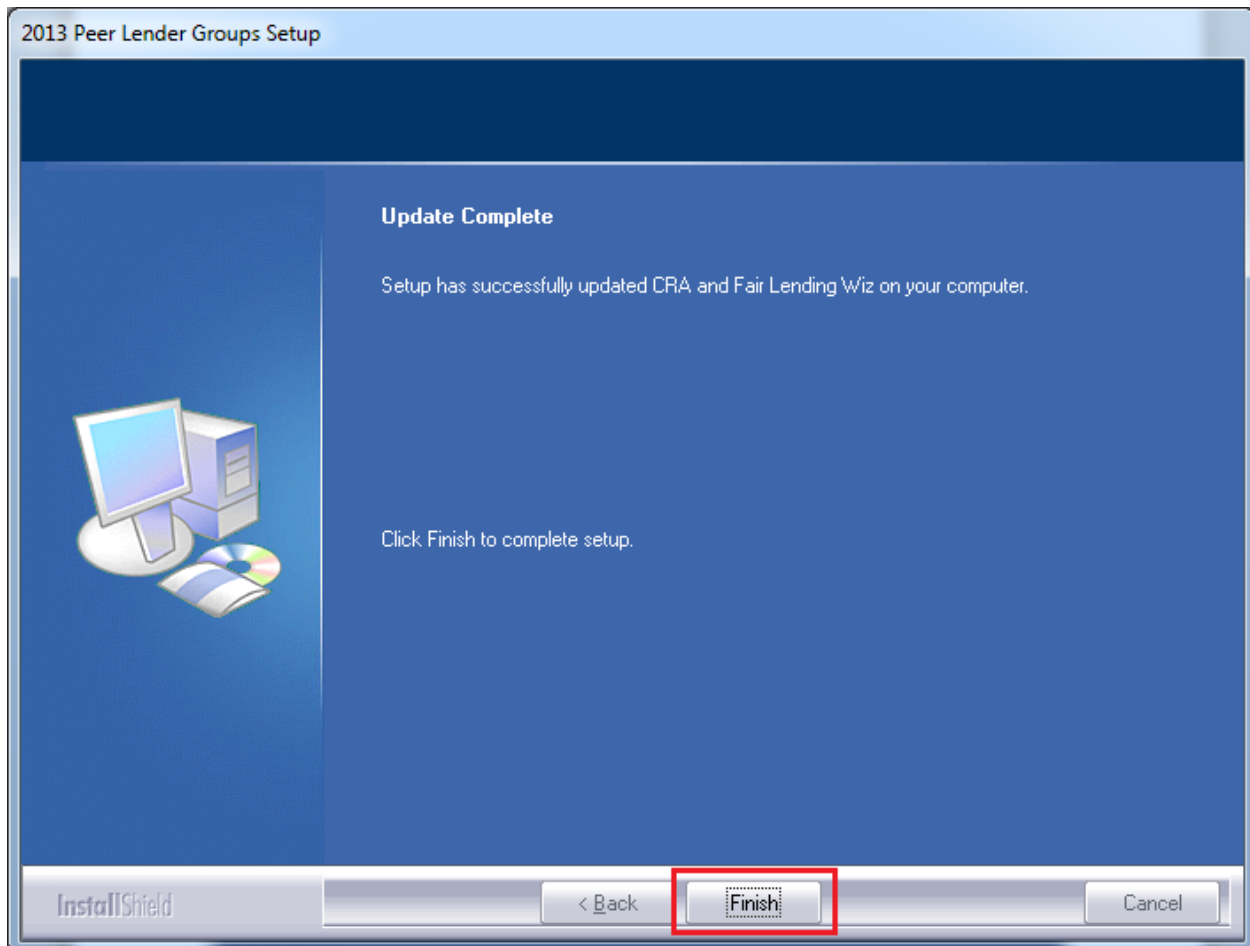 2013 Peer Lender Groups Setup
Update Complete
Setup has successfully updated CRA and Fair Lending Wiz on your computer.
Click Finish to complete setup.
InstallShield
< Back
Finish
Cancel